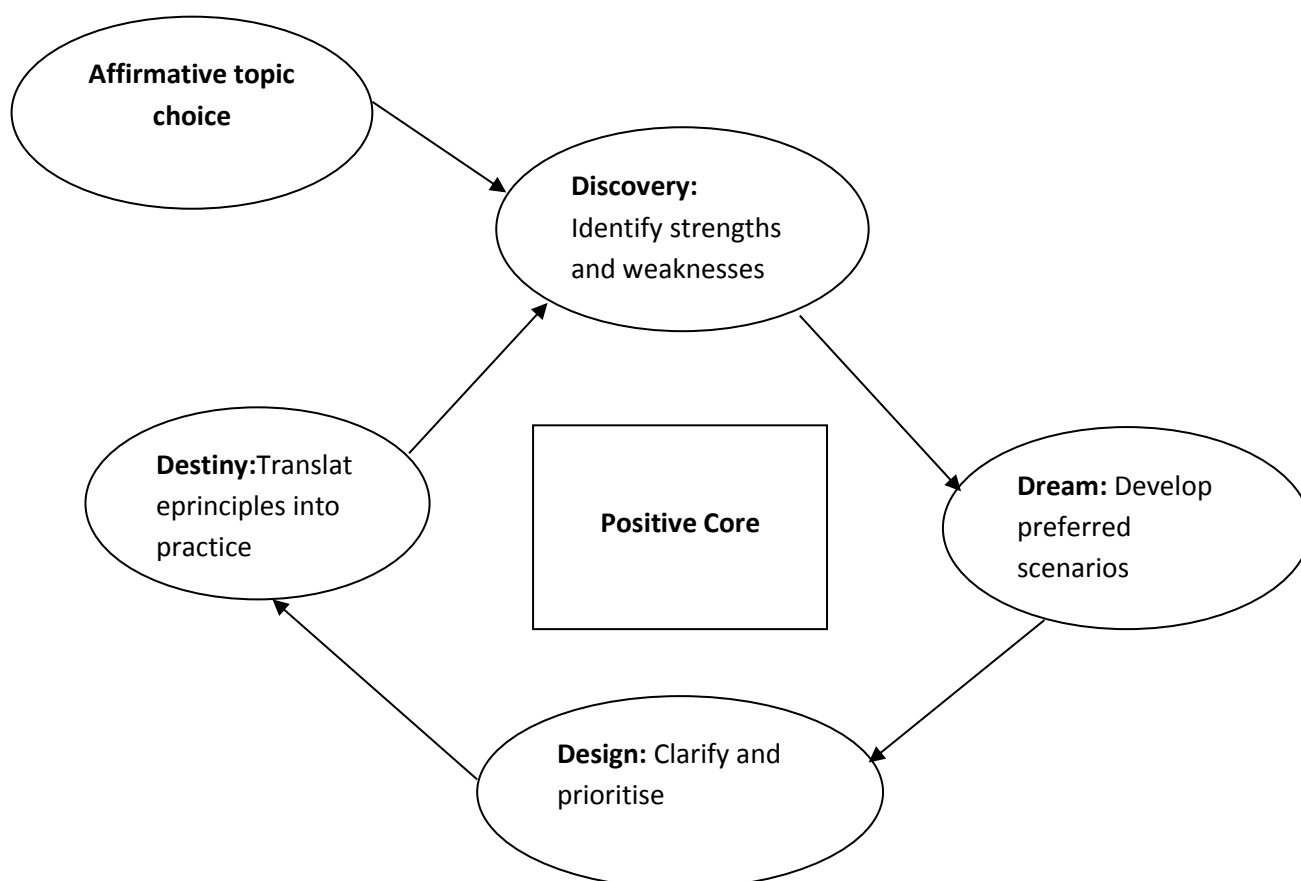 Affirmative topic
choice
Discovery:
Identify strengths
and weaknesses
Destiny:Translat
eprinciples into
practice
Positive Core
Dream: Develop
preferred
scenarios
Design: Clarify and
prioritise